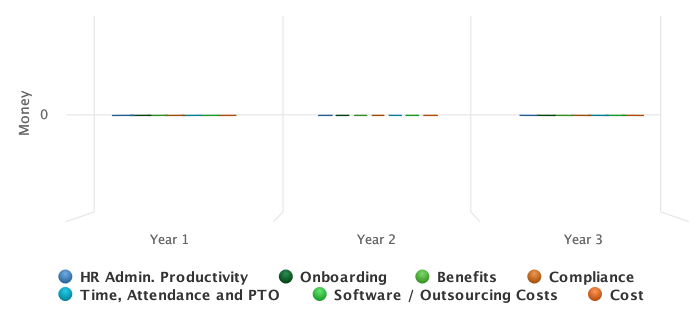 Money
0
Year 1 Year 2 Year 3
HR Admin. Productivity Onboarding Benefits Compliance
Time, Attendance and PTO Software / Outsourcing Costs Cost